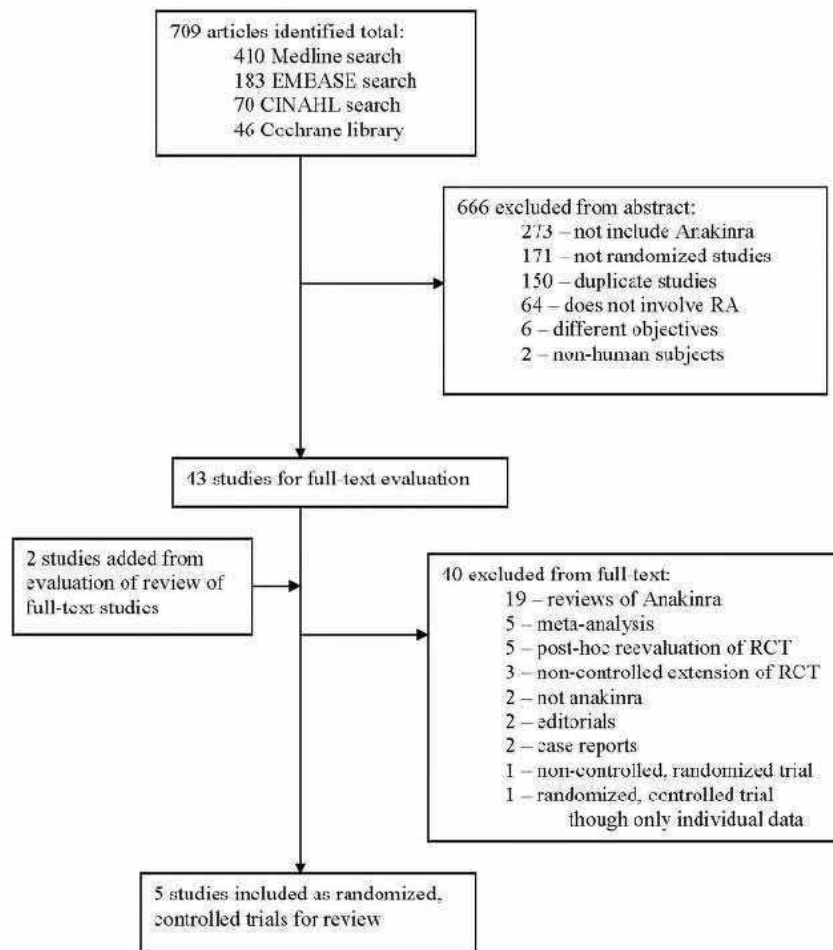 709 articles identified total:
410 Medline search
183 EMBASE search
70 CINAHL search
46 Cochrane library
666 excluded from abstract:
273 – not include Anakinra
171 – not randomized studies
150 – duplicate studies
64 – does not involve RA
6 – different objectives
2 – non-human subjects
43 studies for full-text evaluation
2 studies added from
evaluation of review of
full-text studies
40 excluded from full-text:
19 – reviews of Anakinra
5 – meta-analysis
5 – post-hoc reevaluation of RCT
3 – non-controlled extension of RCT
2 – not anakinra
2 – editorials
2 – case reports
1 – non-controlled, randomized trial
1 – randomized, controlled trial
though only individual data
5 studies included as randomized,
controlled trials for review